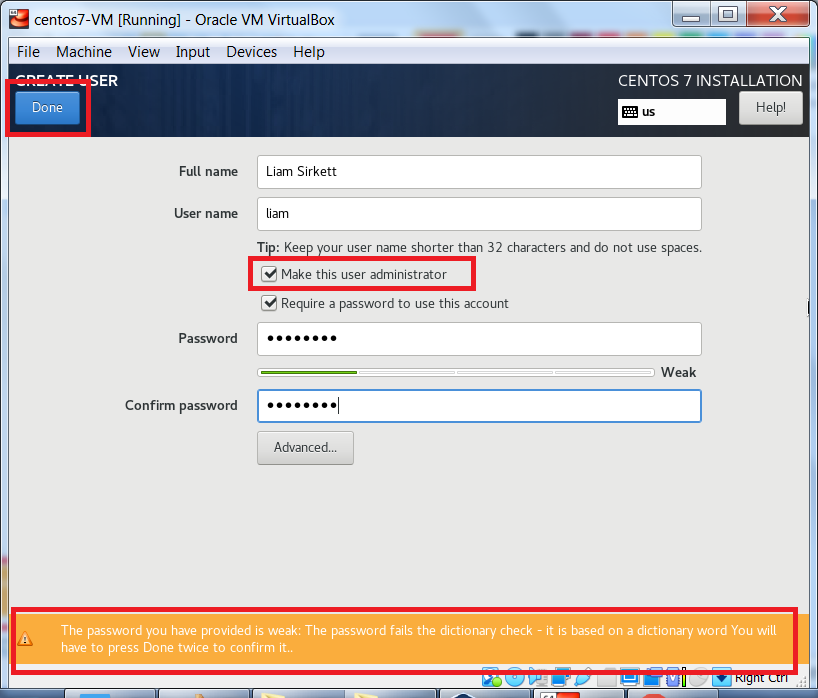 centos7-VM [Running] - Oracle VM VirtualBox
File Machine View Input Devices Help
CREATE USER
CENTOS 7 INSTALLATION
Done
us
Help!
Full name
Liam Sirkett
User name
liam
Tip: Keep your user name shorter than 32 characters and do not use spaces.
Make this user administrator
Require a password to use this account
Password
••••••••
Weak
Confirm password
••••••••
Advanced...
The password you have provided is weak: The password fails the dictionary check - it is based on a dictionary word You will
have to press Done twice to confirm it..
Right Ctrl